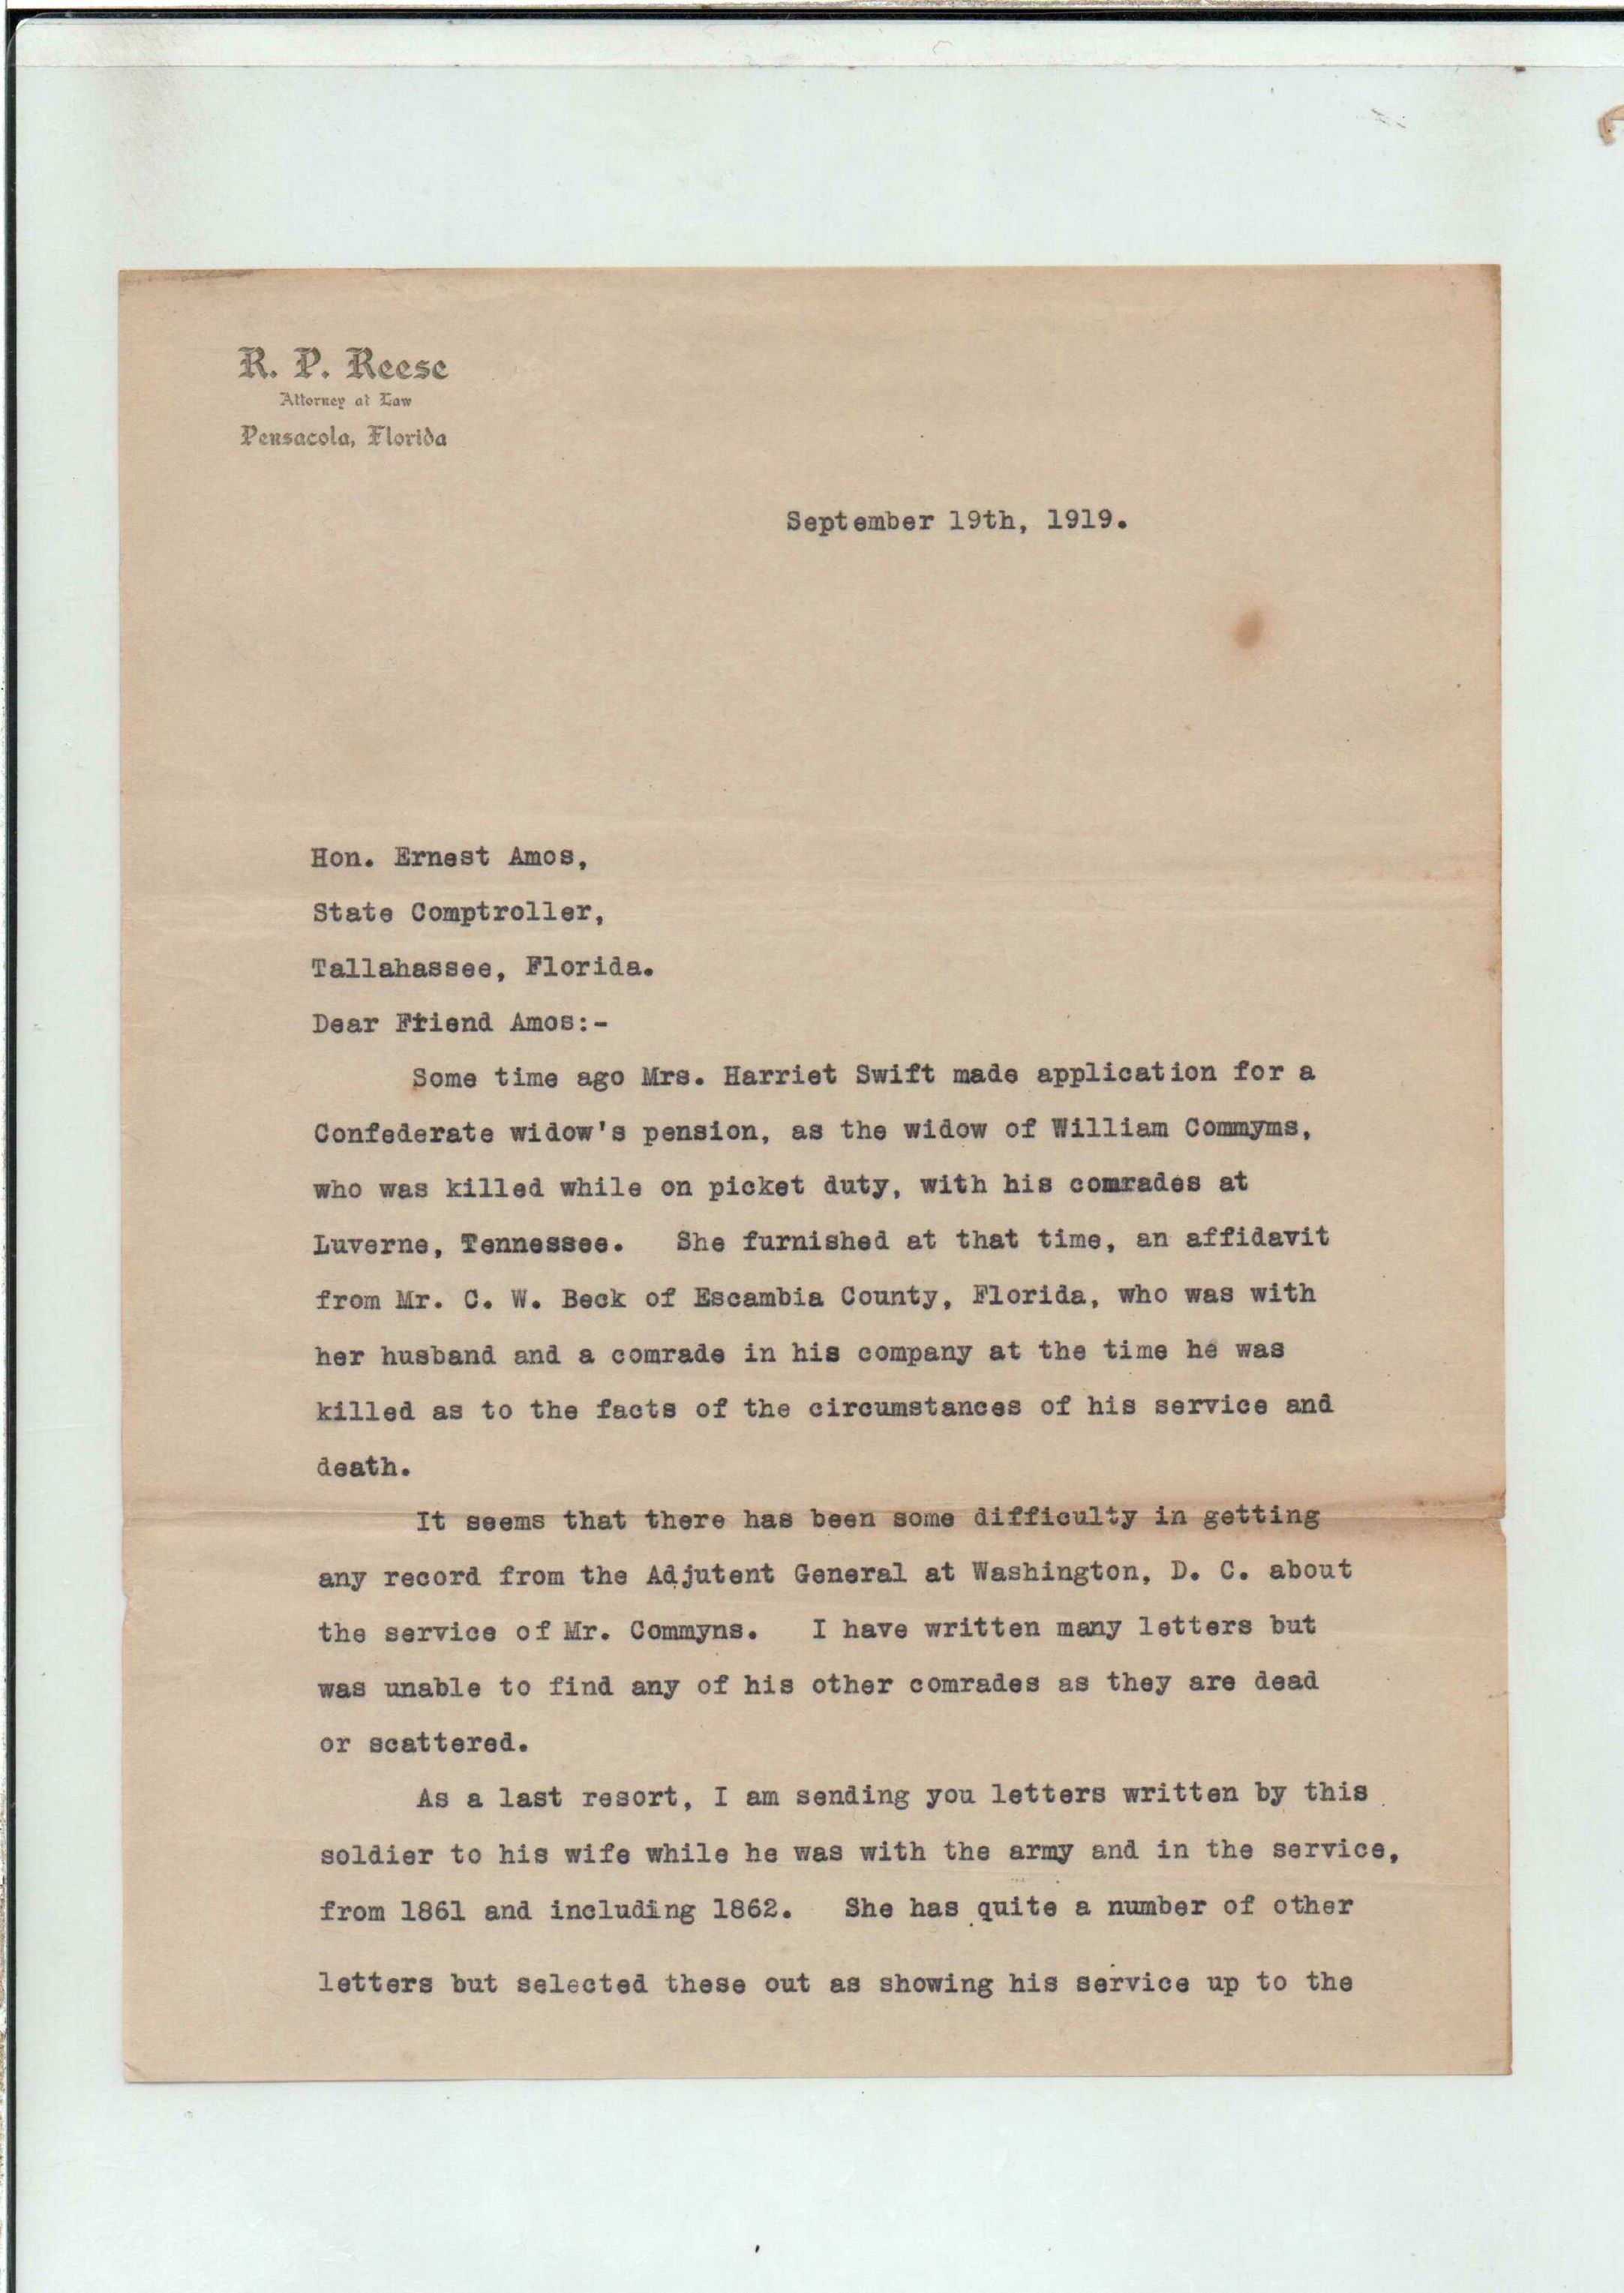 R. P. Reese
Attorney at Law
Pensacola, Florida
September 19th, 1919.
Hon. Ernest Amos,
State Comptroller,
Tallahassee, Florida.
Dear Friend Amos:-
Some time ago Mrs. Harriet Swift made application for a
Confederate widow's pension, as the widow of William Commyms,
who was killed while on picket duty, with his comrades at
Luverne, Tennessee. She furnished at that time, an affidavit
from Mr. C. W. Beck of Escambia County, Florida, who was with
her husband and a comrade in his company at the time he was
killed as to the facts of the circumstances of his service and
death.
It seems that there has been some difficulty in getting
any record from the Adjutent General at Washington, D. C. about
the service of Mr. Commyns. I have written many letters but
was unable to find any of his other comrades as they are dead
or scattered.
As a last resort, I am sending you letters written by this
soldier to his wife while he was with the army and in the service,
from 1861 and including 1862. She has quite a number of other
letters but selected these out as showing his service up to the